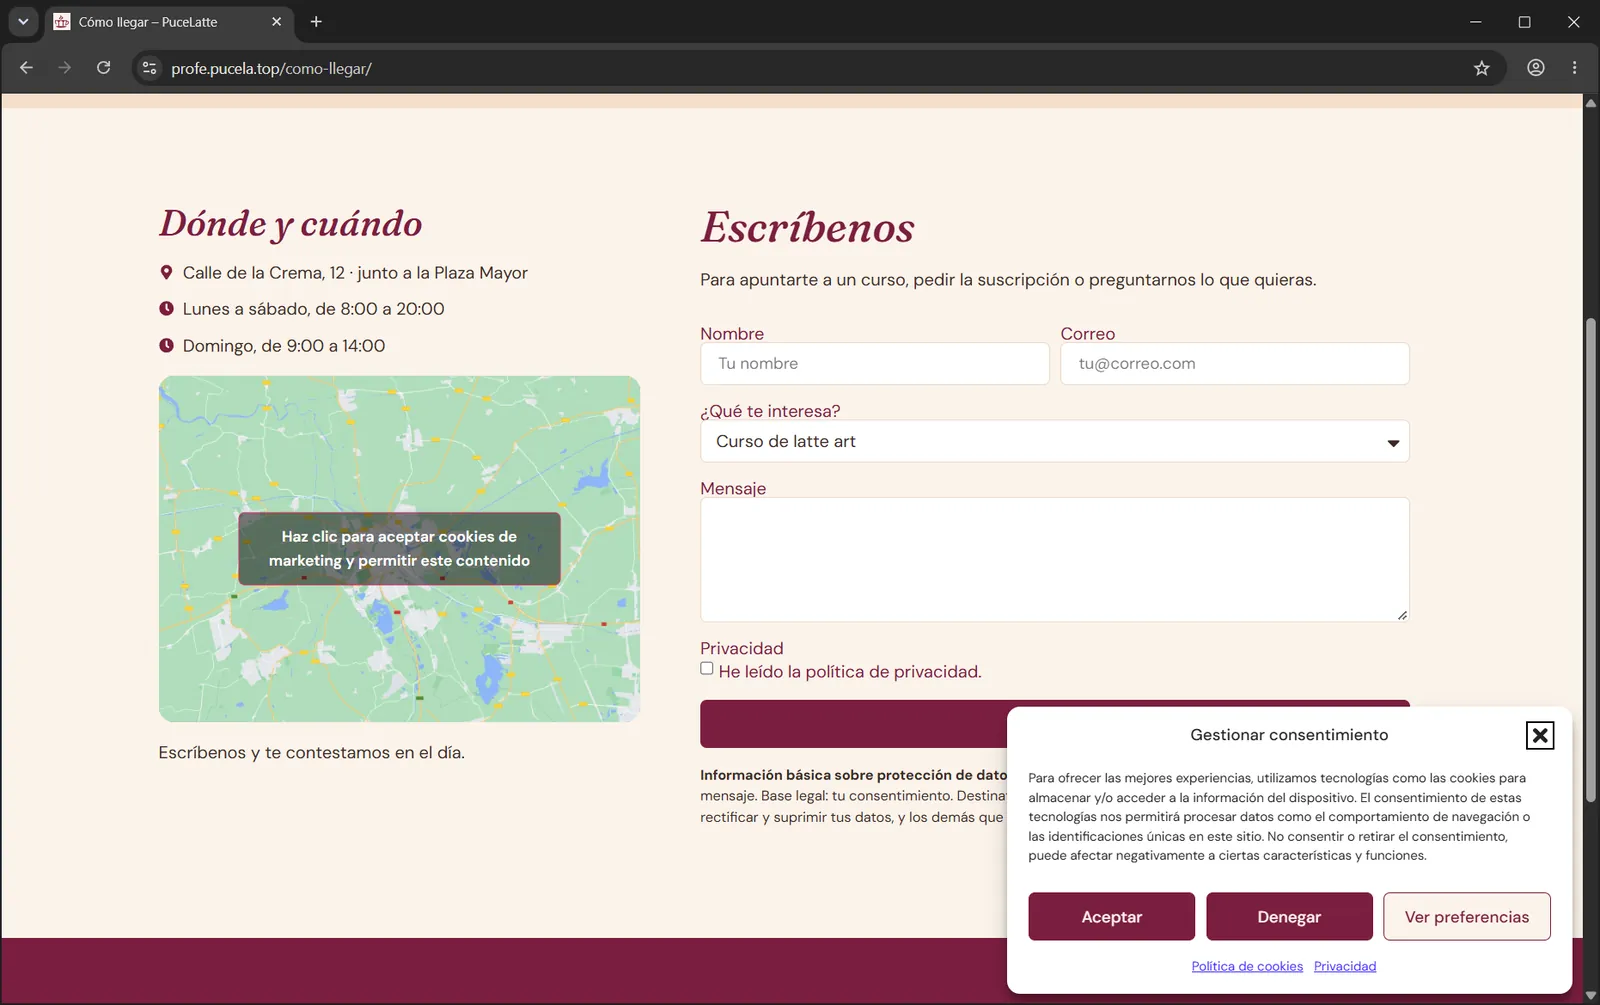 Cómo llegar – PuceLatte
profe.pucela.top/como-llegar/
Dónde y cuándo
Calle de la Crema, 12 · junto a la Plaza Mayor
Lunes a sábado, de 8:00 a 20:00
Domingo, de 9:00 a 14:00
Haz clic para aceptar cookies de
marketing y permitir este contenido
Escríbenos y te contestamos en el día.
Escríbenos
Para apuntarte a un curso, pedir la suscripción o preguntarnos lo que quieras.
Nombre
Tu nombre
Correo
tu@correo.com
¿Qué te interesa?
Curso de latte art
Mensaje
Privacidad
He leído la política de privacidad.
Información básica sobre protección de dato
mensaje. Base legal: tu consentimiento. Destina
rectificar y suprimir tus datos, y los demás que
Gestionar consentimiento
Para ofrecer las mejores experiencias, utilizamos tecnologías como las cookies para
almacenar y/o acceder a la información del dispositivo. El consentimiento de estas
tecnologías nos permitirá procesar datos como el comportamiento de navegación o
las identificaciones únicas en este sitio. No consentir o retirar el consentimiento,
puede afectar negativamente a ciertas características y funciones.
Aceptar
Denegar
Ver preferencias
Política de cookies
Privacidad